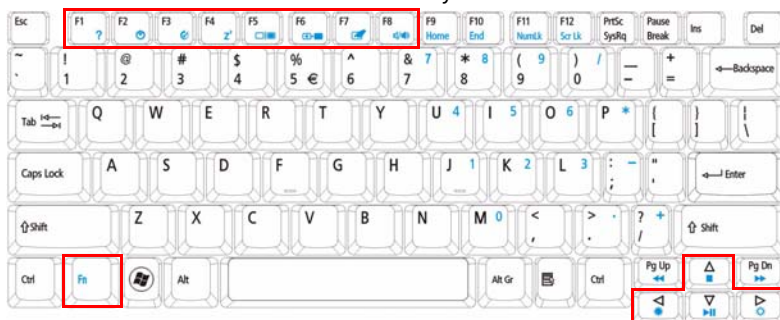 Esc F1 ? F2 F3 F4 Zᶻ F5 F6 F7 F8 F9 Home F10 End F11 NumLk F12 Scr Lk PrtSc SysRq Pause Break Ins Del
~ ` ! 1 @ 2 # 3 $ 4 % 5 € ^ 6 & 7 7 * 8 8 ( 9 9 ) 0 / _ - + = Backspace
Tab Q W E R T Y U 4 I 5 O 6 P * { [ } ] | \
Caps Lock A S D F G H J 1 K 2 L 3 : ; - " ' Enter
Shift Z X C V B N M 0 < , > . . ? / + Shift
Ctrl Fn Alt Alt Gr Ctrl Pg Up Pg Dn